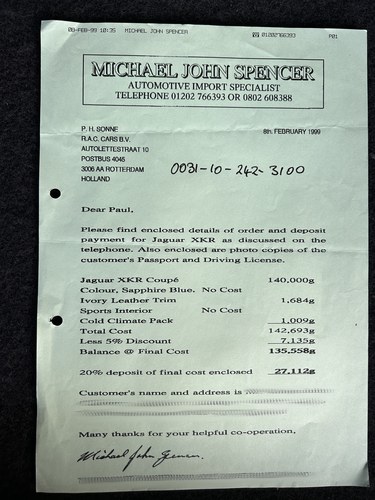 09-FEB-99 10:35 MICHAEL JOHN SPENCER ☎ 01202766393 P01
MICHAEL JOHN SPENCER
AUTOMOTIVE IMPORT SPECIALIST
TELEPHONE 01202 766393 OR 0802 608388
P. H. SONNE 8th. FEBRUARY 1999
R.A.C. CARS B.V.
AUTOLETTESTRAAT 10
POSTBUS 4048
3006 AA ROTTERDAM
HOLLAND
0031-10-242-3100
Dear Paul,
Please find enclosed details of order and deposit
payment for Jaguar XKR as discussed on the
telephone. Also enclosed are photo copies of the
customer's Passport and Driving License.
Jaguar XKR Coupé 140,000g
Colour, Sapphire Blue. No Cost
Ivory Leather Trim 1,684g
Sports Interior No Cost
Cold Climate Pack 1,009g
Total Cost 142,693g
Less 5% Discount 7,135g
Balance @ Final Cost 135,558g
20% deposit of final cost enclosed 27,112g
Customer's name and address is
Many thanks for your helpful co-operation,
Michael John Spencer.